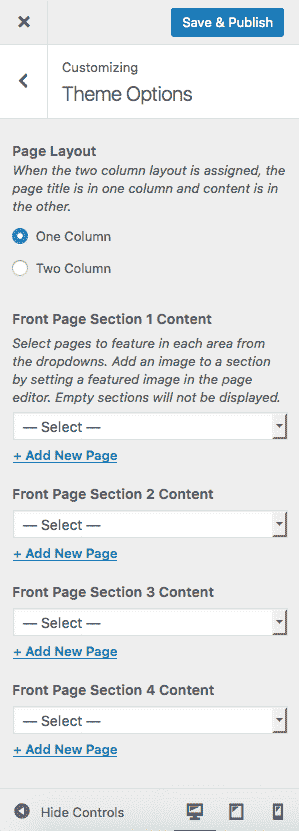 Save & Publish
Customizing
Theme Options
Page Layout
When the two column layout is assigned, the
page title is in one column and content is in
the other.
One Column
Two Column
Front Page Section 1 Content
Select pages to feature in each area from
the dropdowns. Add an image to a section
by setting a featured image in the page
editor. Empty sections will not be displayed.
— Select —
+ Add New Page
Front Page Section 2 Content
— Select —
+ Add New Page
Front Page Section 3 Content
— Select —
+ Add New Page
Front Page Section 4 Content
— Select —
+ Add New Page
Hide Controls